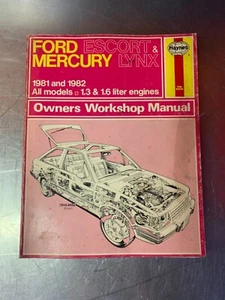 FORD ESCORT &
MERCURY LYNX
Haynes
1981 and 1982
All models □ 1.3 & 1.6 liter engines
Owners Workshop Manual